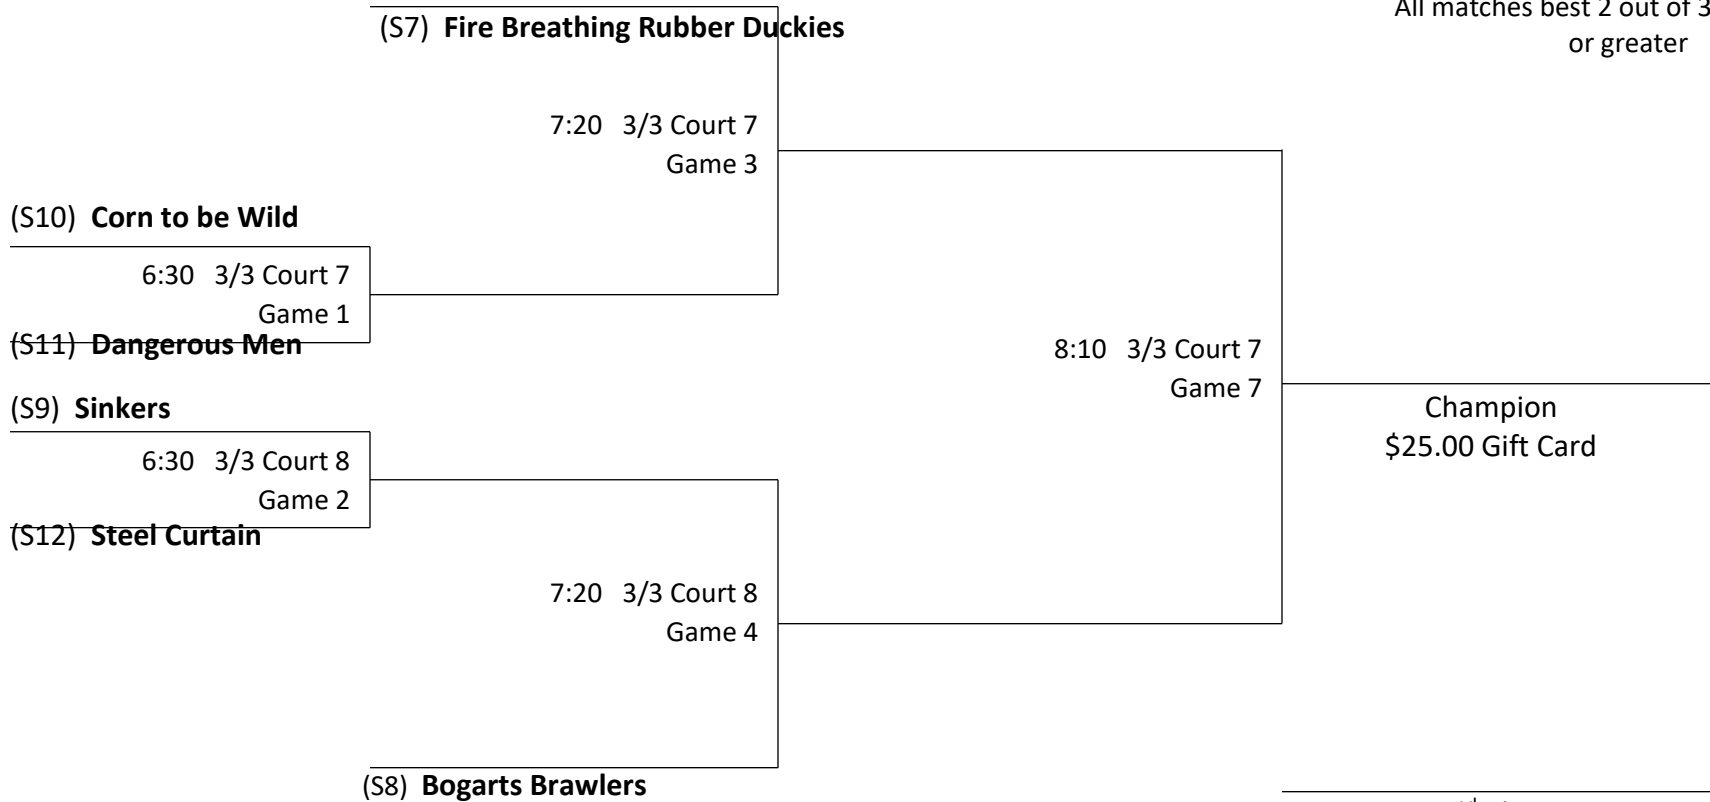 All matches best 2 out of 3
or greater
(S7) Fire Breathing Rubber Duckies
7:20 3/3 Court 7
Game 3
(S10) Corn to be Wild
6:30 3/3 Court 7
Game 1
(S11) Dangerous Men
8:10 3/3 Court 7
Game 7
(S9) Sinkers
Champion
$25.00 Gift Card
6:30 3/3 Court 8
Game 2
(S12) Steel Curtain
7:20 3/3 Court 8
Game 4
(S8) Bogarts Brawlers